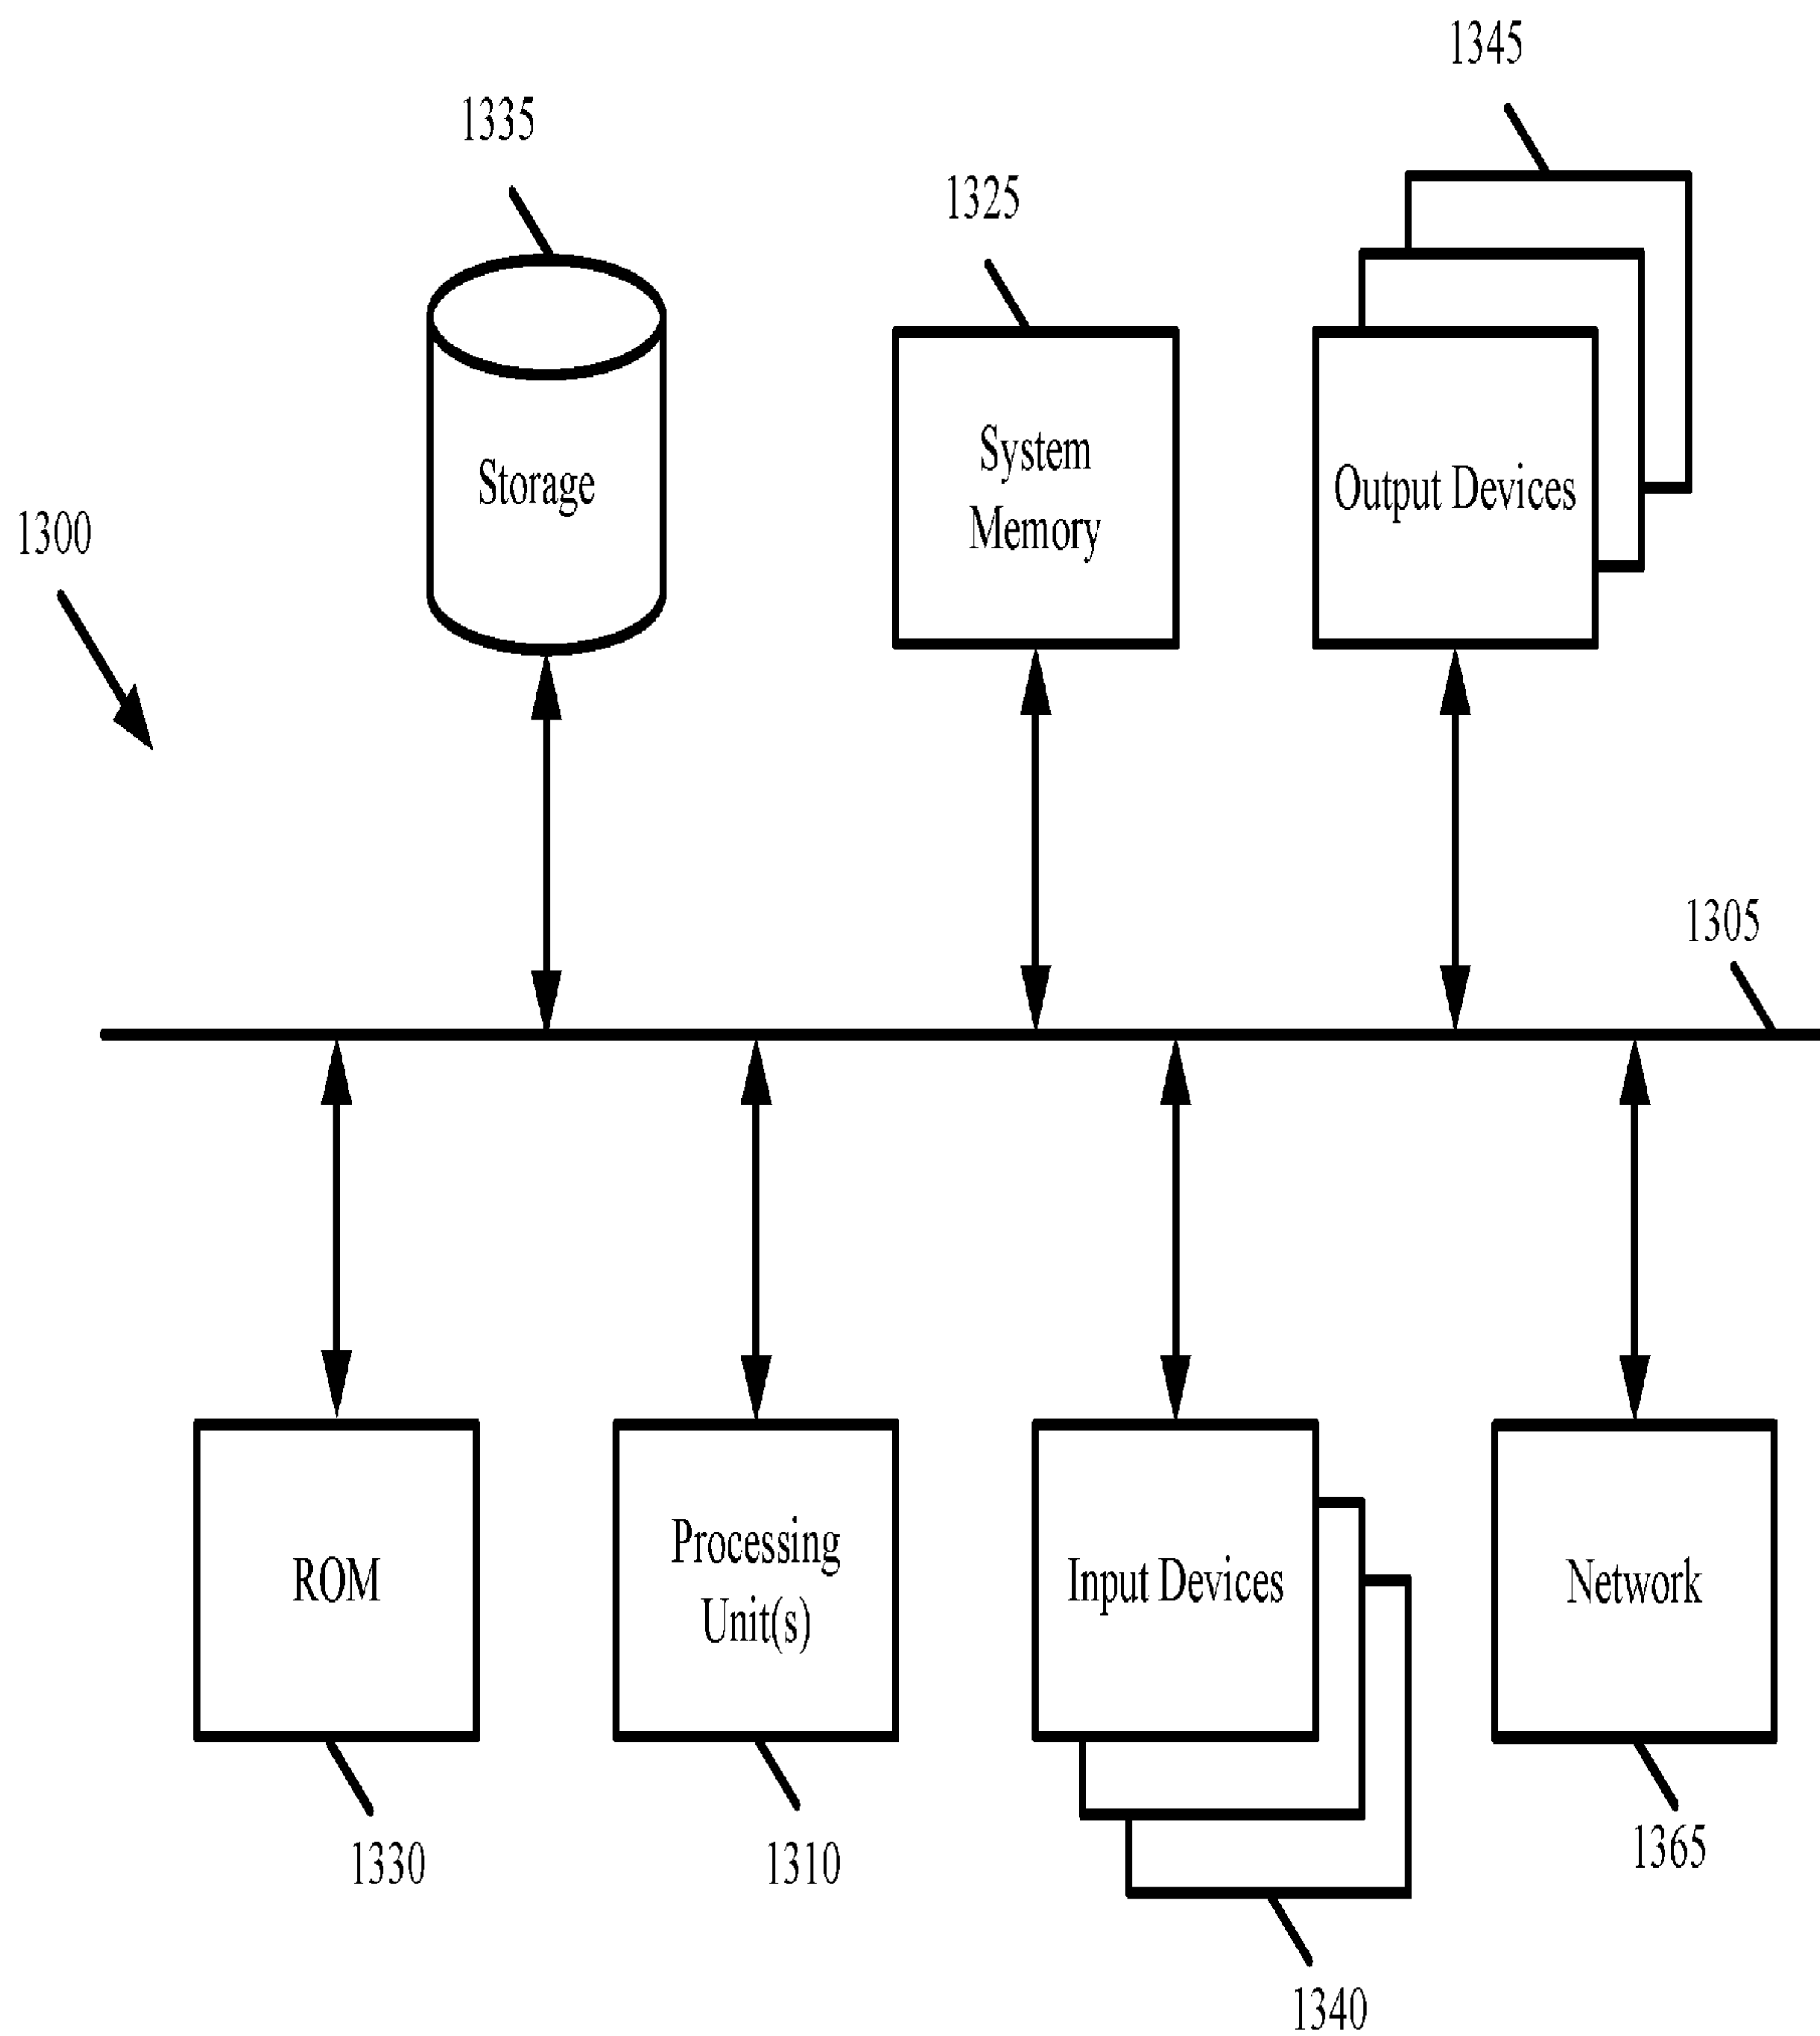 1345
1335
1325
System
Memory
Storage
Output Devices
1300
1305
ROM
Processing
Unit(s)
Input Devices
Network
1330
1310
1365
1340